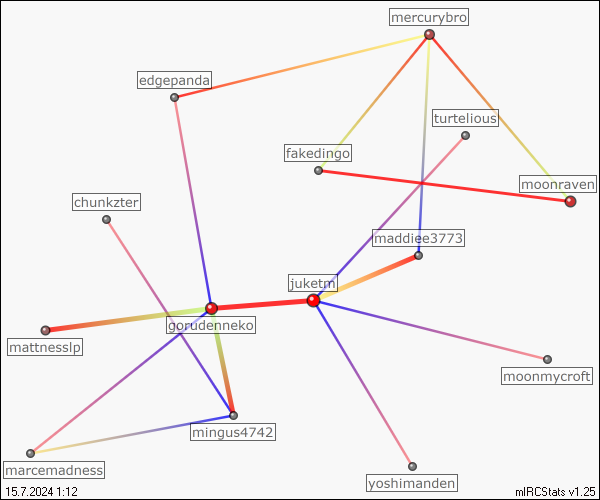 mercurybro
edgepanda
turtelious
fakedingo
moonraven
chunkzter
maddiee3773
juketm
gorudenneko
mattnesslp
moonmycroft
mingus4742
marcemadness
yoshimanden
15.7.2024 1:12
mIRCStats v1.25